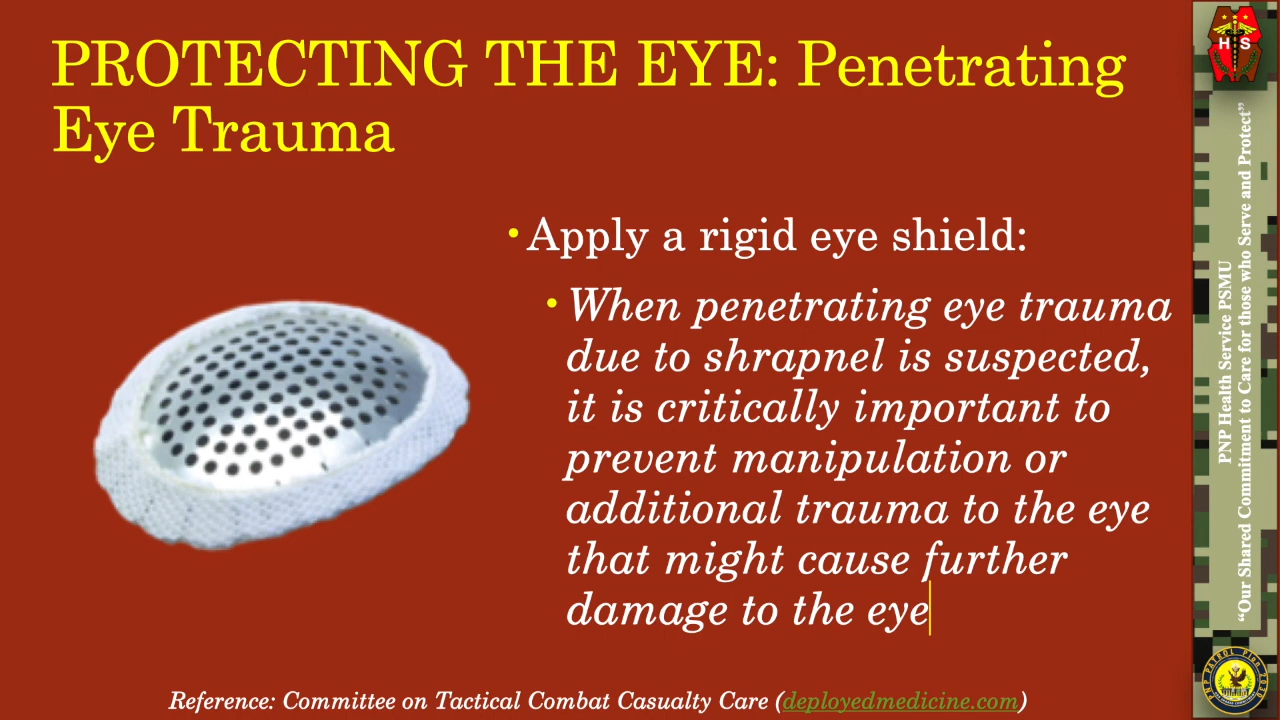 PROTECTING THE EYE: Penetrating
Eye Trauma
•Apply a rigid eye shield:
•When penetrating eye trauma
due to shrapnel is suspected,
it is critically important to
prevent manipulation or
additional trauma to the eye
that might cause further
damage to the eye
Reference: Committee on Tactical Combat Casualty Care (deployedmedicine.com)
HS
PNP Health Service PSMU
“Our Shared Commitment to Care for those who Serve and Protect”